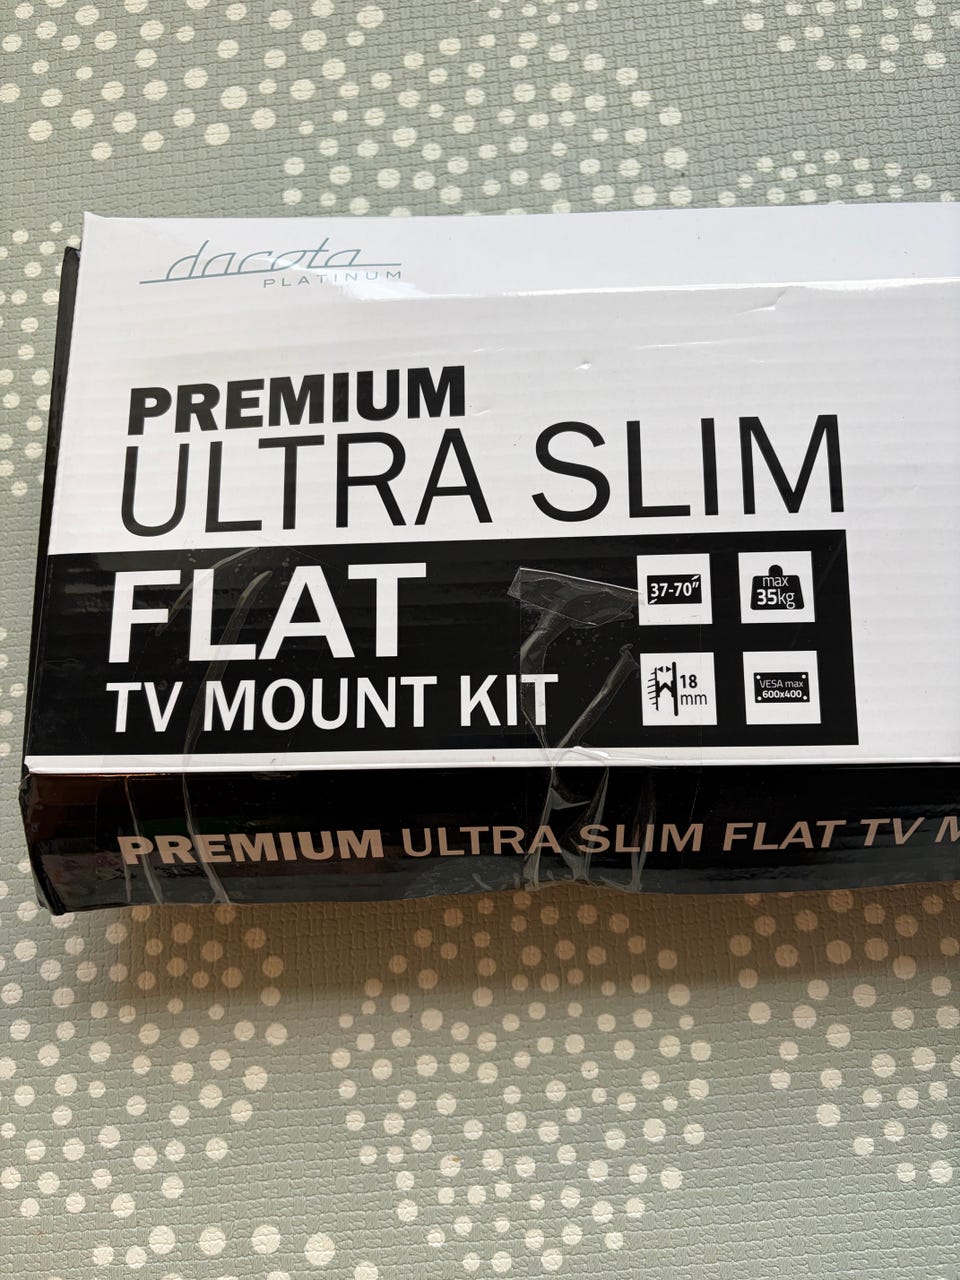 dacota
PLATINUM
PREMIUM
ULTRA SLIM
FLAT
TV MOUNT KIT
37-70"
max
35kg
18
mm
VESA max
600x400
PREMIUM ULTRA SLIM FLAT TV